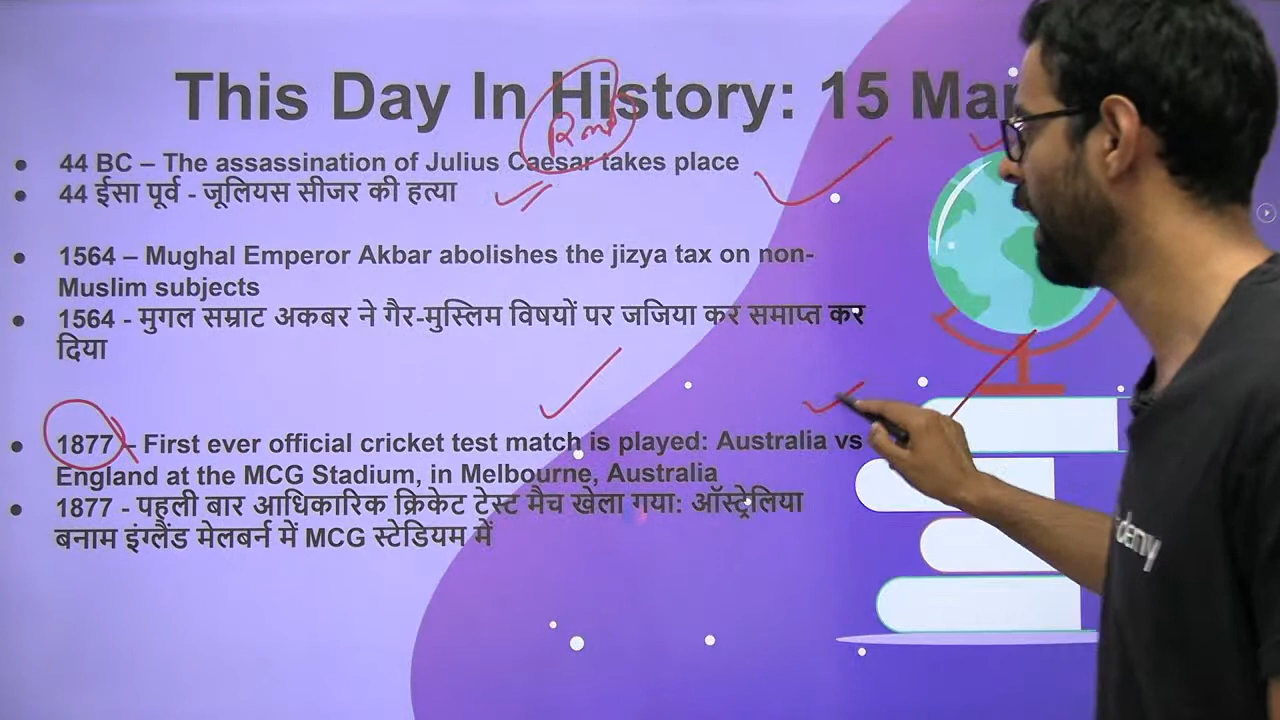 This Day In History: 15 Mar
44 BC – The assassination of Julius Caesar takes place
44 ईसा पूर्व - जूलियस सीजर की हत्या
1564 – Mughal Emperor Akbar abolishes the jizya tax on non-
Muslim subjects
1564 - मुगल सम्राट अकबर ने गैर-मुस्लिम विषयों पर जजिया कर समाप्त कर
दिया
1877 - First ever official cricket test match is played: Australia vs
England at the MCG Stadium, in Melbourne, Australia
1877 - पहली बार आधिकारिक क्रिकेट टेस्ट मैच खेला गया: ऑस्ट्रेलिया
बनाम इंग्लैंड मेलबर्न में MCG स्टेडियम में